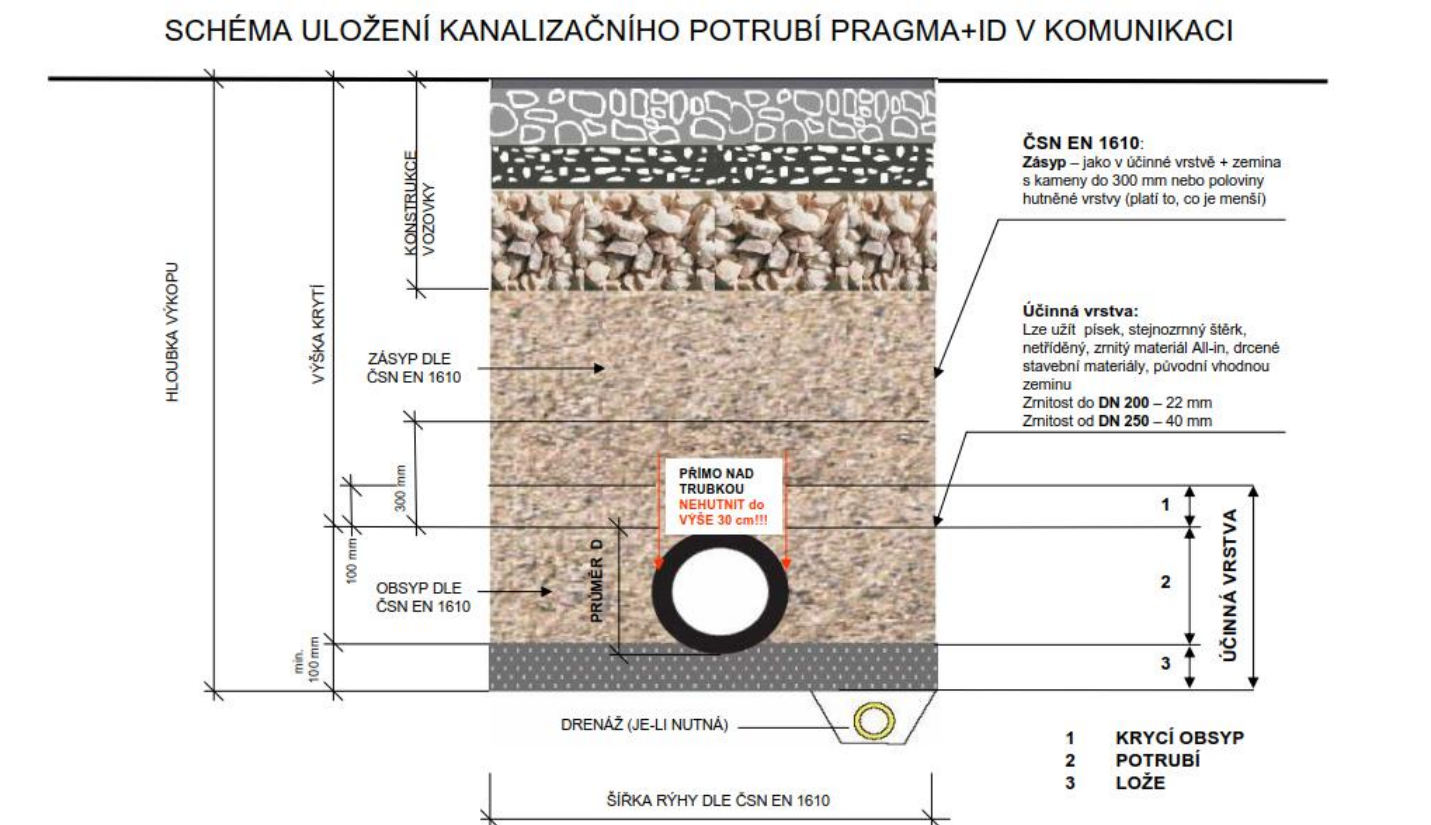 SCHÉMA ULOŽENÍ KANALIZAČNÍHO POTRUBÍ PRAGMA+ID V KOMUNIKACI
HLOUBKA VÝKOPU
VÝŠKA KRYTÍ
KONSTRUKCE
VOZOVKY
ČSN EN 1610:
Zásyp – jako v účinné vrstvě + zemina
s kameny do 300 mm nebo poloviny
hutněné vrstvy (platí to, co je menší)
Účinná vrstva:
Lze užít písek, stejnozrnný štěrk,
netříděný, zrnitý materiál All-in, drcené
stavební materiály, původní vhodnou
zeminu
Zrnitost do DN 200 – 22 mm
Zrnitost od DN 250 – 40 mm
ZÁSYP DLE
ČSN EN 1610
300 mm
100 mm
PŘÍMO NAD
TRUBKOU
NEHUTNIT do
VÝŠE 30 cm!!!
PRŮMĚR D
OBSYP DLE
ČSN EN 1610
min.
100 mm
1
2
3
ÚČINNÁ VRSTVA
DRENÁŽ (JE-LI NUTNÁ)
1 KRYCÍ OBSYP
2 POTRUBÍ
3 LOŽE
ŠÍŘKA RÝHY DLE ČSN EN 1610